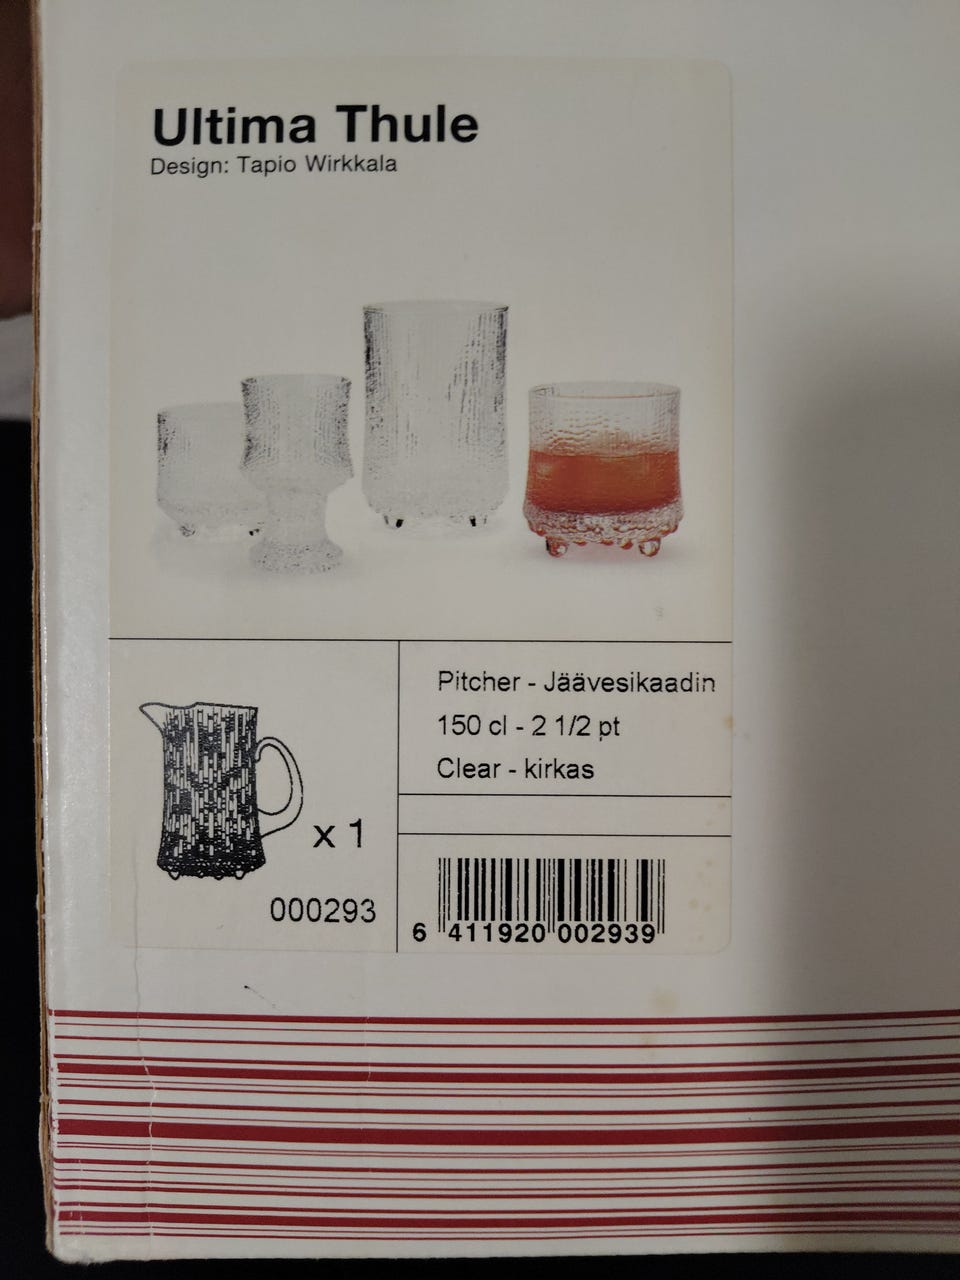 Ultima Thule
Design: Tapio Wirkkala
Pitcher - Jäävesikaadin
150 cl - 2 1/2 pt
Clear - kirkas
x 1
000293
6 411920 002939